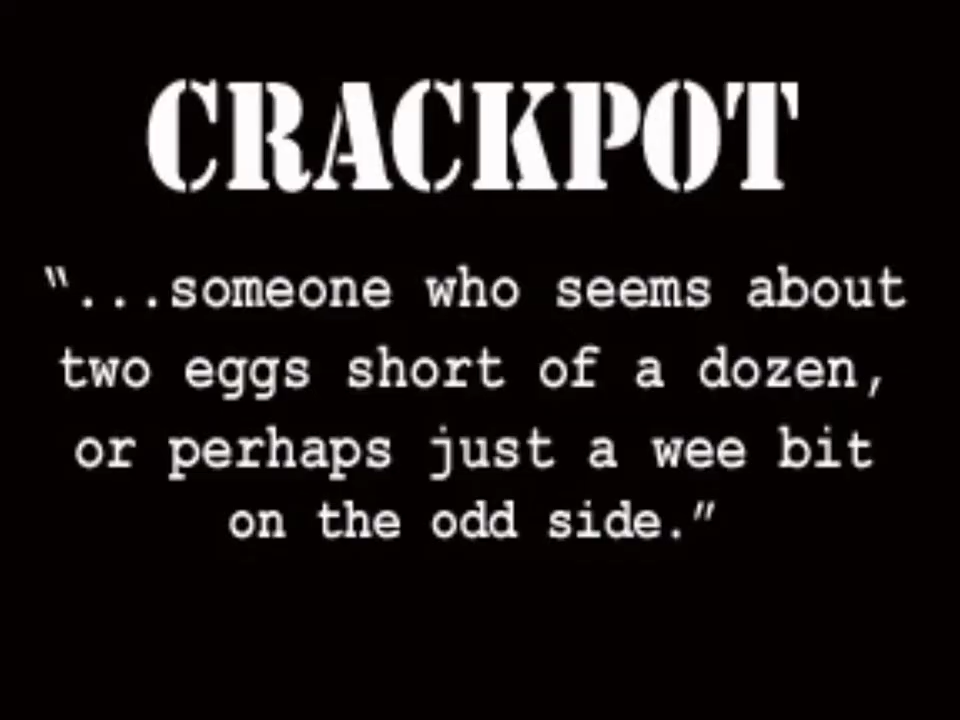 CRACKPOT
"...someone who seems about
two eggs short of a dozen,
or perhaps just a wee bit
on the odd side."